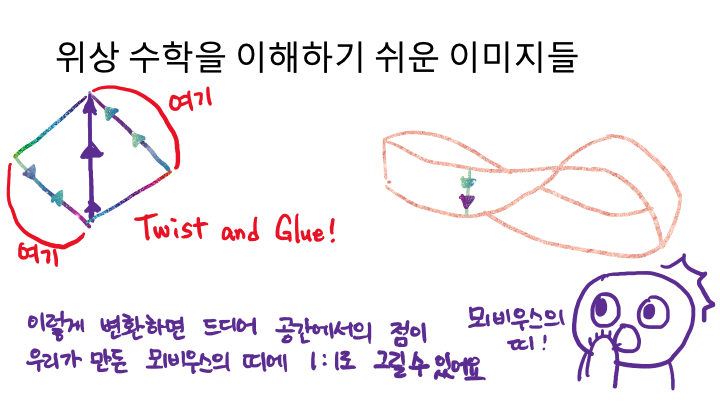 위상 수학을 이해하기 쉬운 이미지들
여기
여기
Twist and Glue!
이렇게 변환하면 드디어 공간에서의 점이
우리가 만든 뫼비우스의 띠에 1:1로 그릴 수 있어요
뫼비우스의
띠!